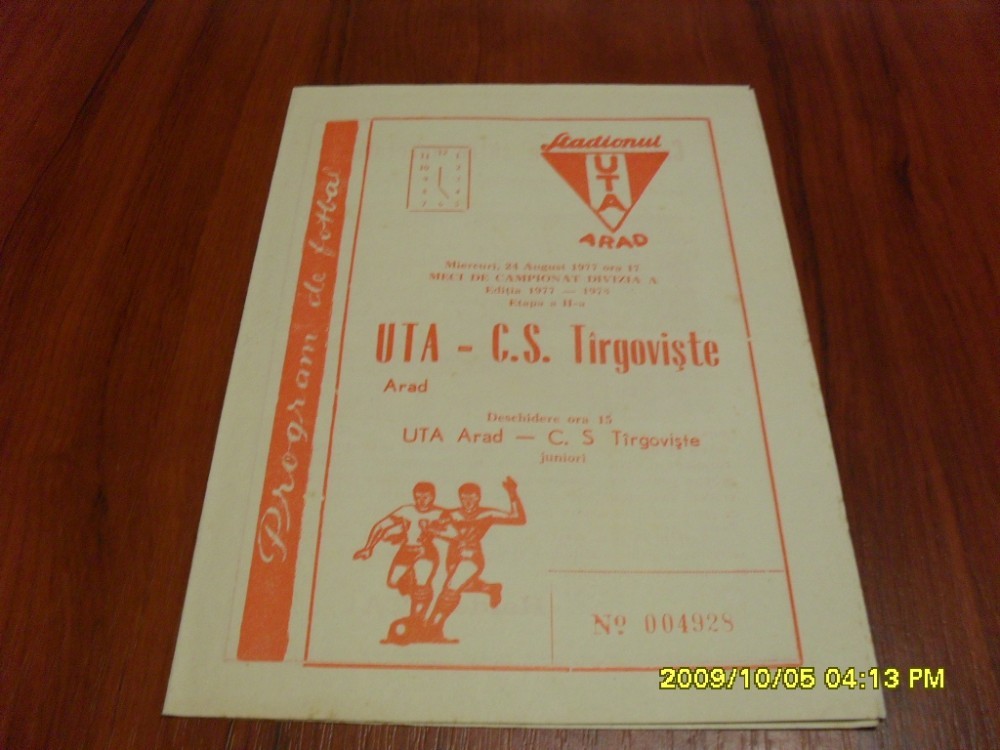 Program de fotbal
Stadionul
UTA
ARAD
Miercuri, 24 August 1977 ora 17
MECI DE CAMPIONAT DIVIZIA A
Ediția 1977 — 1978
Etapa a II-a
UTA - C.S. Tîrgoviște
Arad
Deschidere ora 15
UTA Arad — C. S Tîrgoviște
juniori
Nº 004928
2009/10/05 04:13 PM